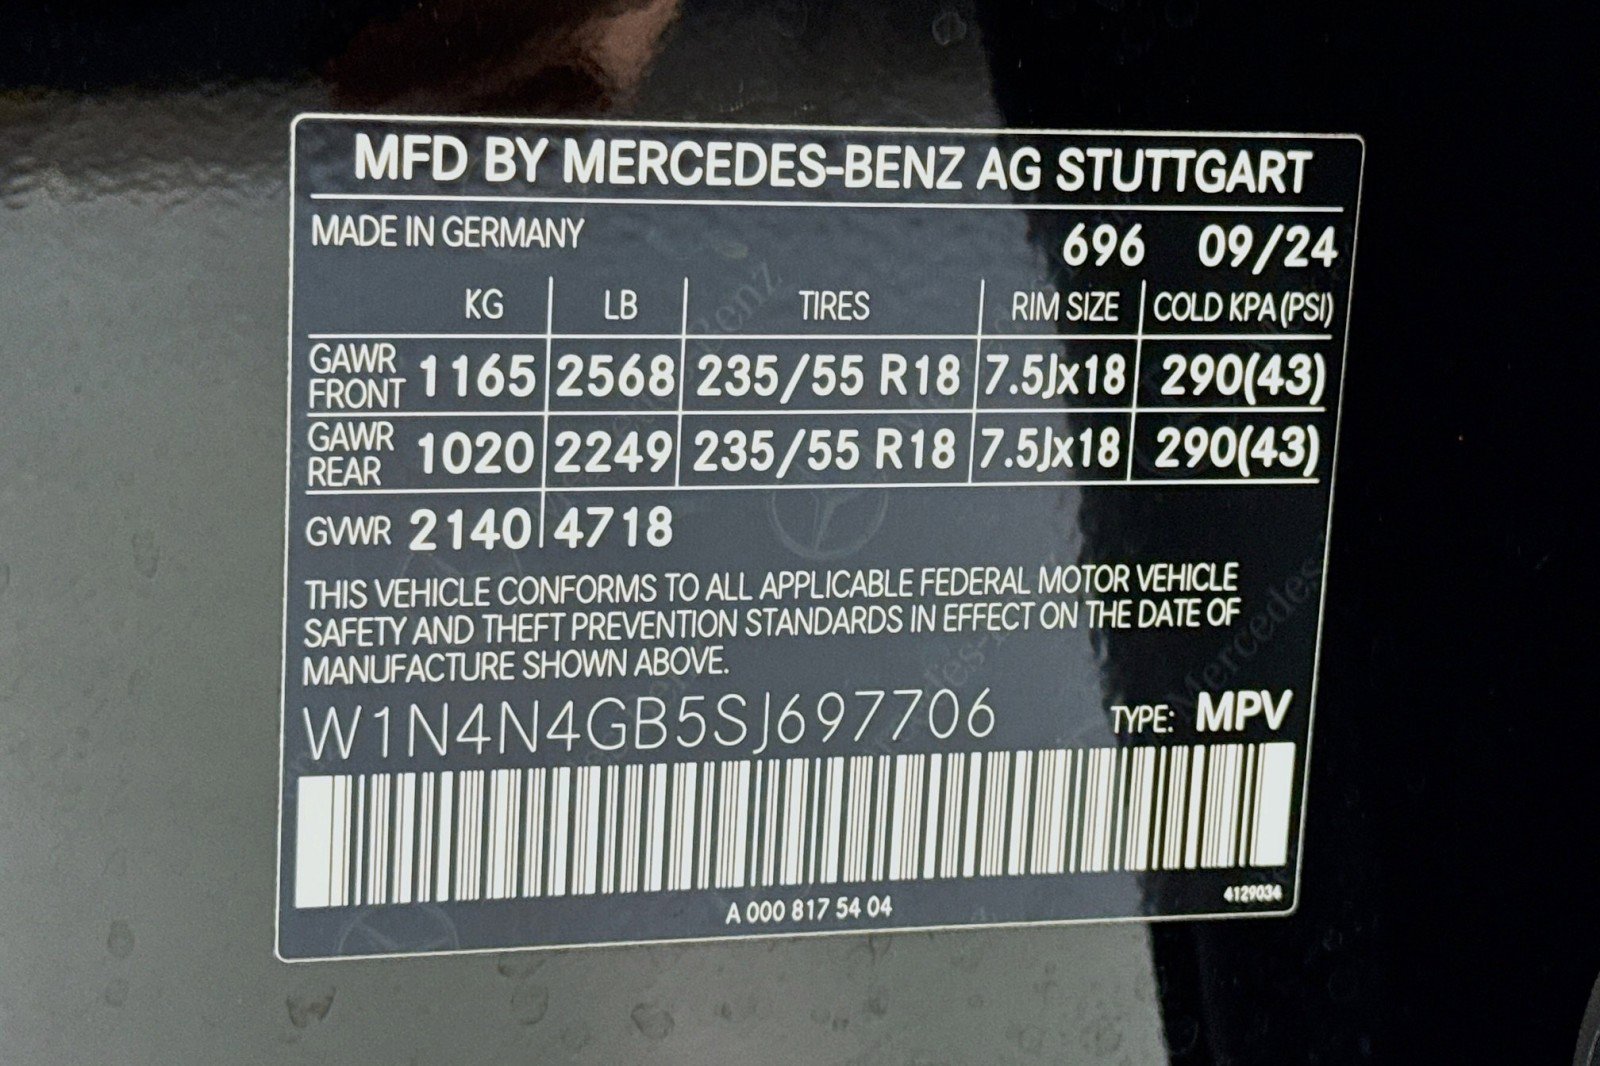 MFD BY MERCEDES-BENZ AG STUTTGART
MADE IN GERMANY 696 09/24
KG LB TIRES RIM SIZE COLD KPA (PSI)
GAWR FRONT 1165 2568 235/55 R18 7.5Jx18 290(43)
GAWR REAR 1020 2249 235/55 R18 7.5Jx18 290(43)
GVWR 2140 4718
THIS VEHICLE CONFORMS TO ALL APPLICABLE FEDERAL MOTOR VEHICLE
SAFETY AND THEFT PREVENTION STANDARDS IN EFFECT ON THE DATE OF
MANUFACTURE SHOWN ABOVE.
W1N4N4GB5SJ697706 TYPE: MPV
A 000 817 54 04 4129034